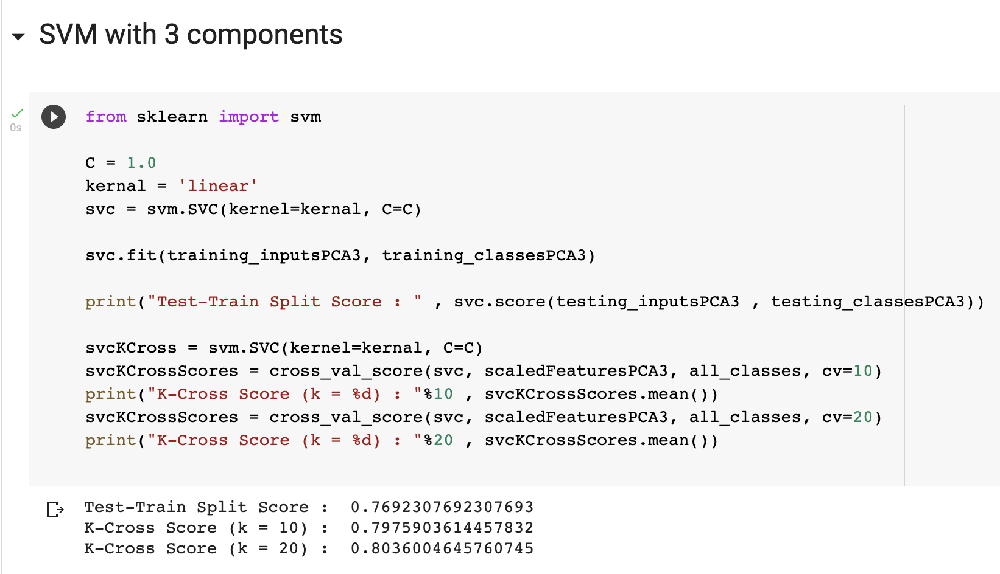 SVM with 3 components
0s
from sklearn import svm
C = 1.0
kernal = 'linear'
svc = svm.SVC(kernel=kernal, C=C)
svc.fit(training_inputsPCA3, training_classesPCA3)
print("Test-Train Split Score : " , svc.score(testing_inputsPCA3 , testing_classesPCA3))
svcKCross = svm.SVC(kernel=kernal, C=C)
svcKCrossScores = cross_val_score(svc, scaledFeaturesPCA3, all_classes, cv=10)
print("K-Cross Score (k = %d) : "%10 , svcKCrossScores.mean())
svcKCrossScores = cross_val_score(svc, scaledFeaturesPCA3, all_classes, cv=20)
print("K-Cross Score (k = %d) : "%20 , svcKCrossScores.mean())
Test-Train Split Score :  0.7692307692307693
K-Cross Score (k = 10) :  0.7975903614457832
K-Cross Score (k = 20) :  0.8036004645760745